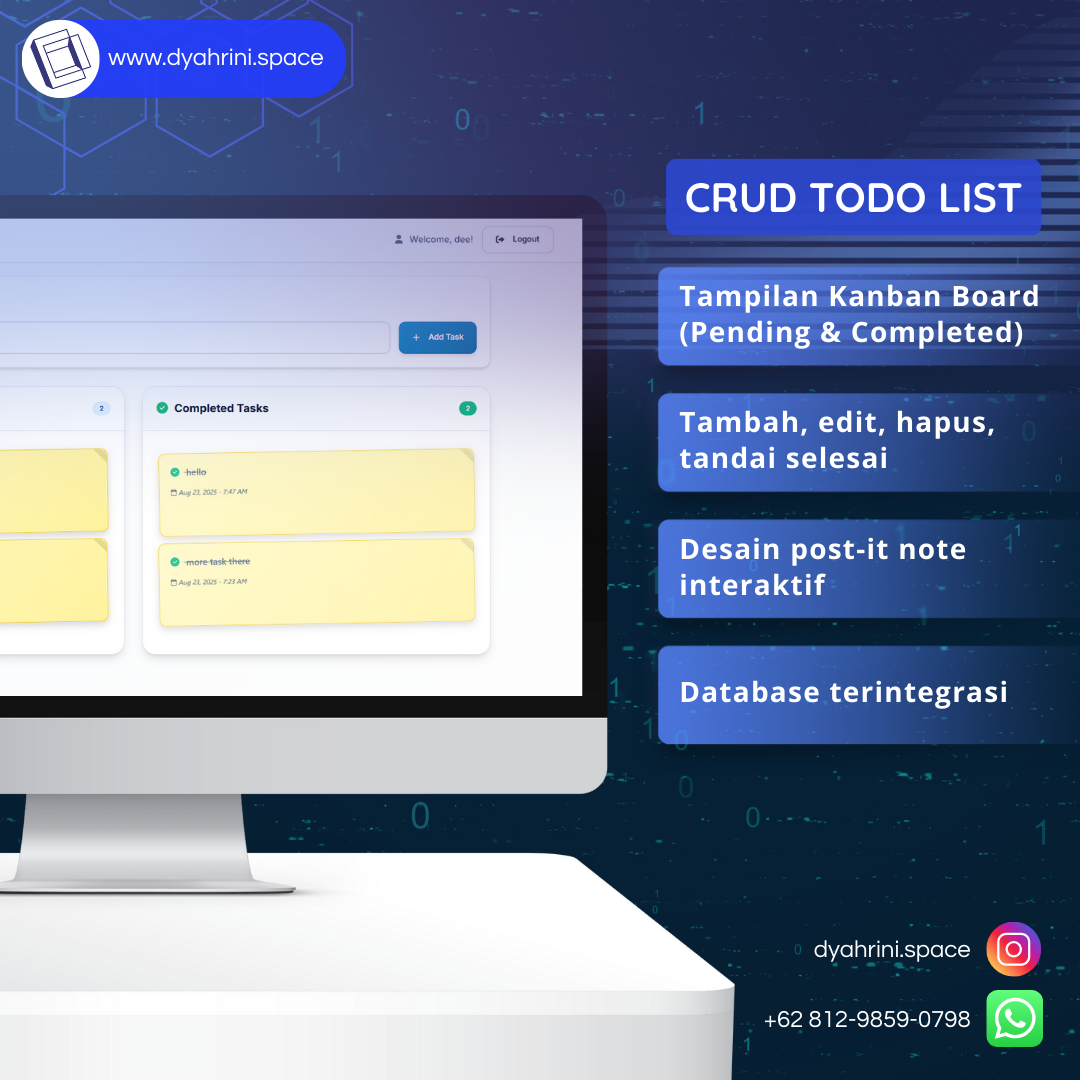 www.dyahrini.space
CRUD TODO LIST
Tampilan Kanban Board
(Pending & Completed)
Tambah, edit, hapus,
tandai selesai
Desain post-it note
interaktif
Database terintegrasi
Welcome, dee!
Logout
+ Add Task
2
Completed Tasks
2
hello
Aug 23, 2025 - 7:47 AM
more task there
Aug 23, 2025 - 7:23 AM
dyahrini.space
+62 812-9859-0798